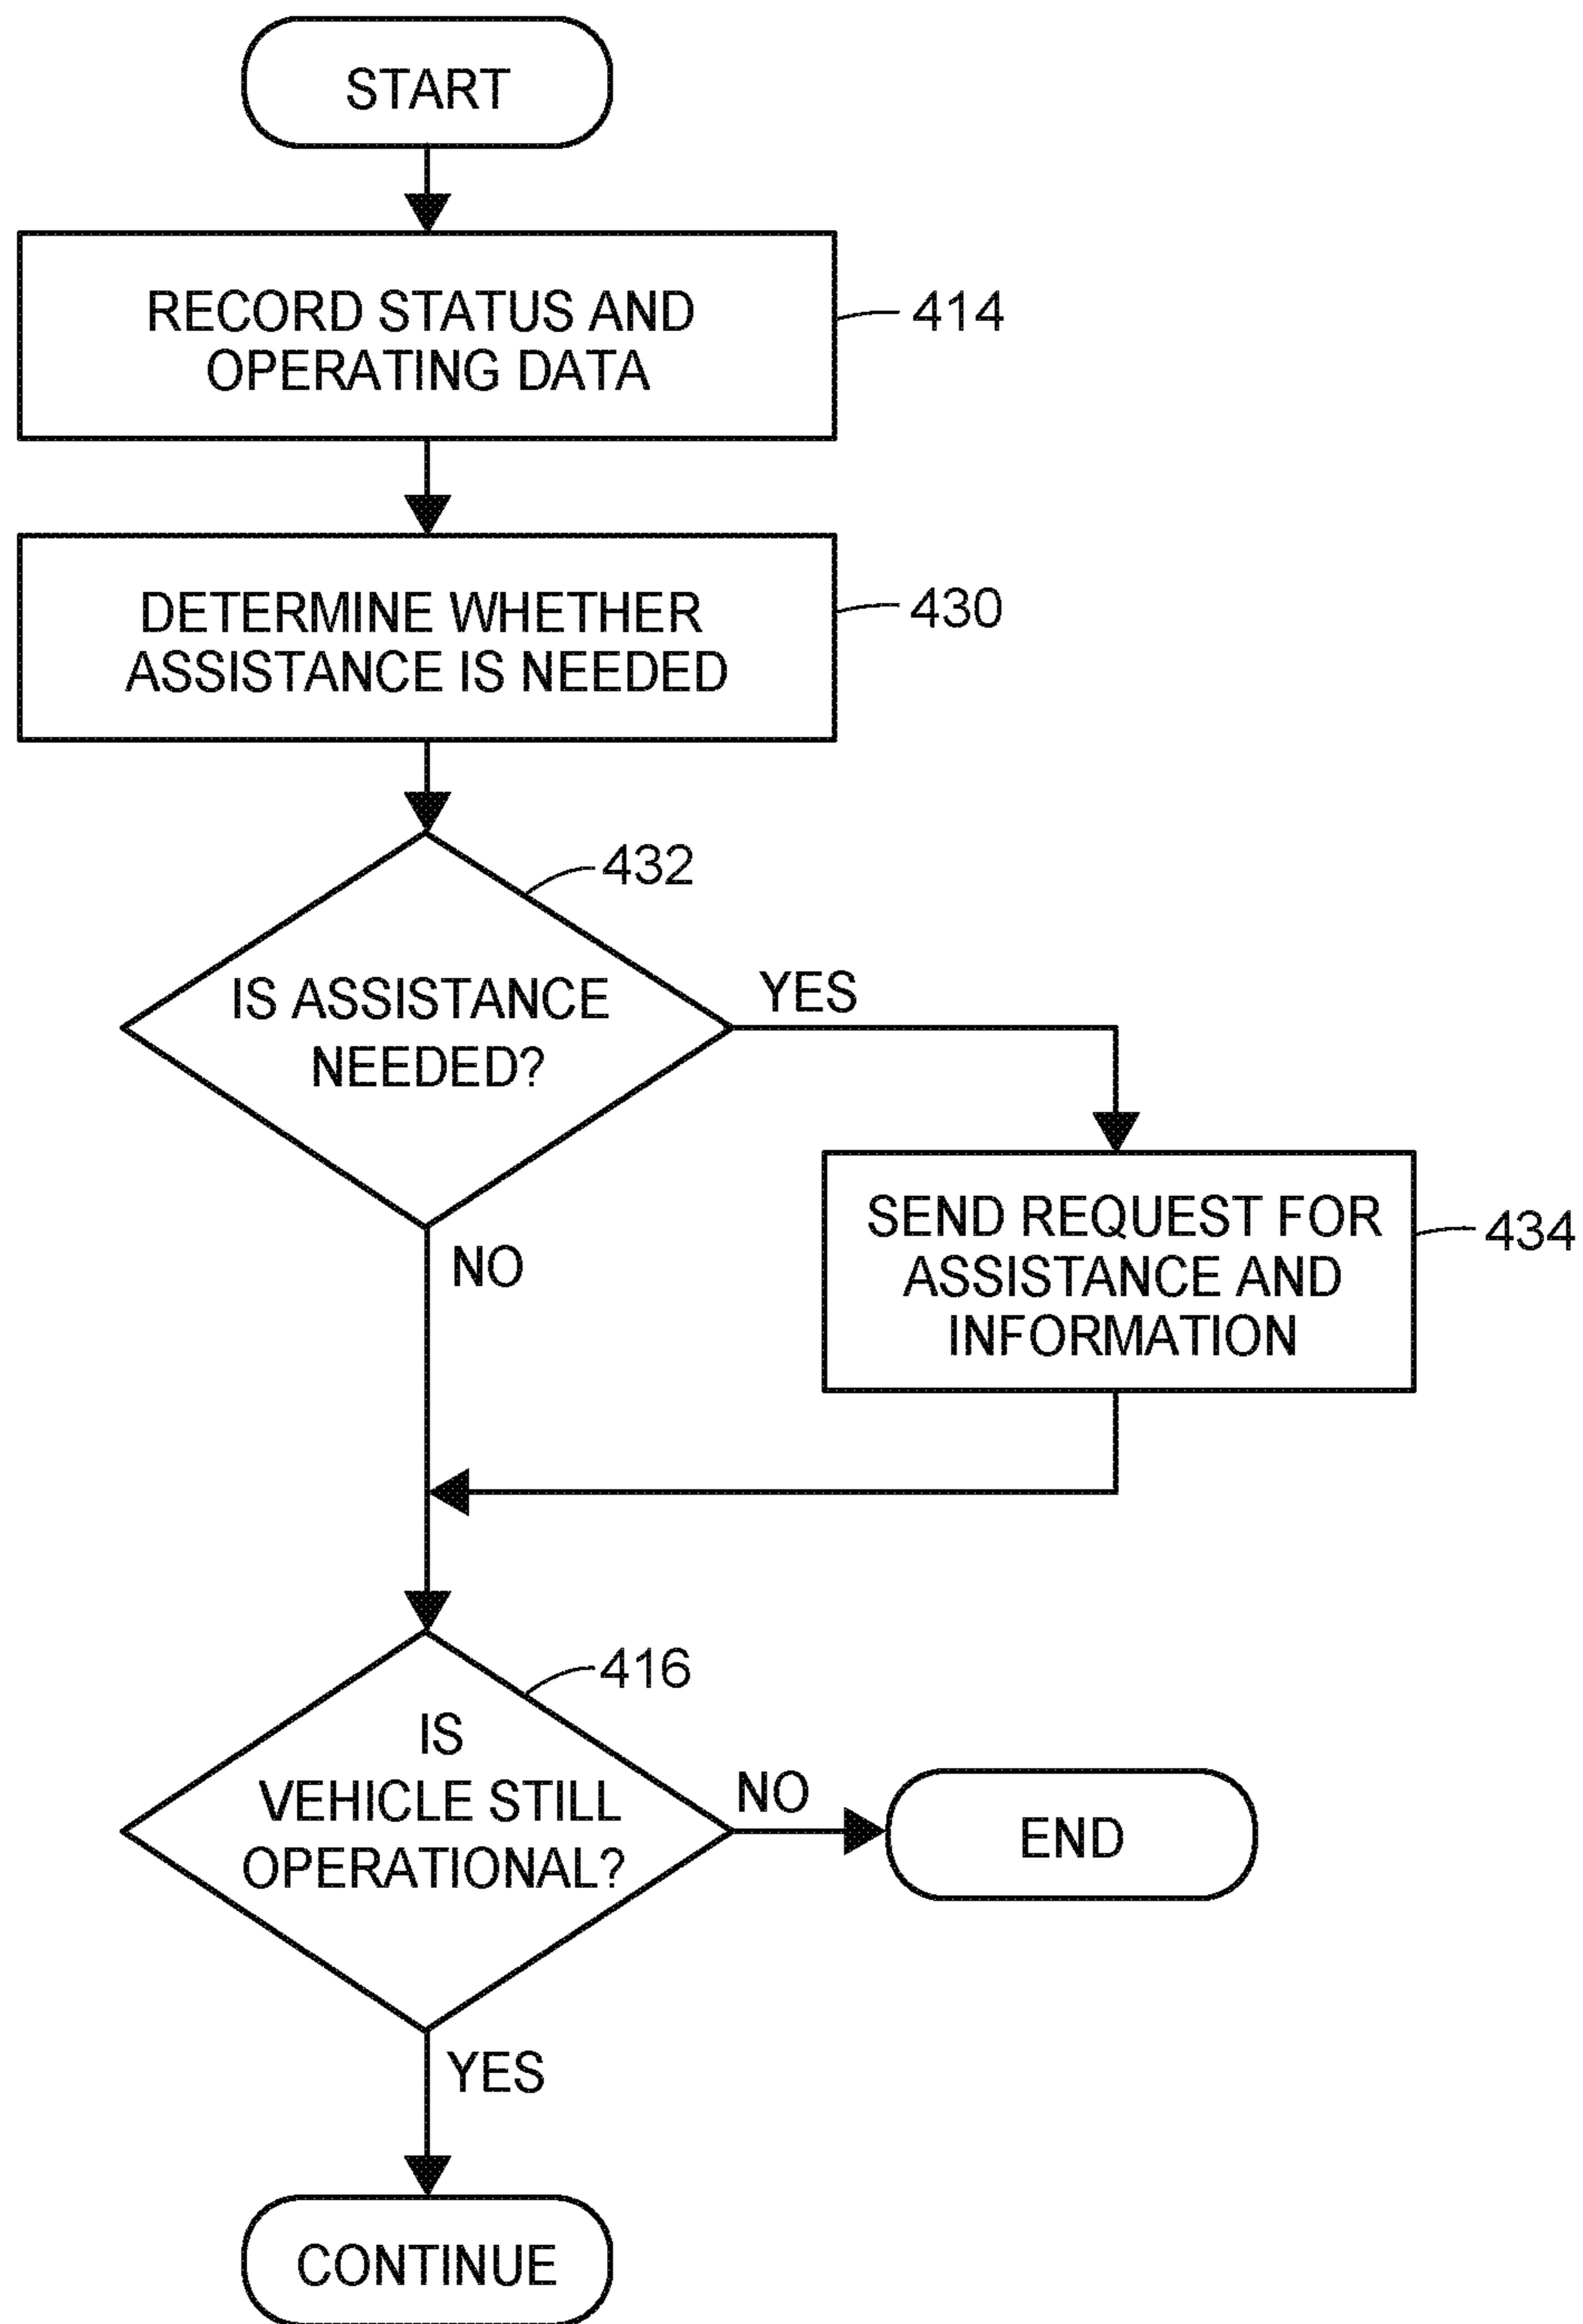 START
RECORD STATUS AND
OPERATING DATA
414
DETERMINE WHETHER
ASSISTANCE IS NEEDED
430
432
IS ASSISTANCE
NEEDED?
YES
NO
SEND REQUEST FOR
ASSISTANCE AND
INFORMATION
434
416
IS
VEHICLE STILL
OPERATIONAL?
NO
END
YES
CONTINUE